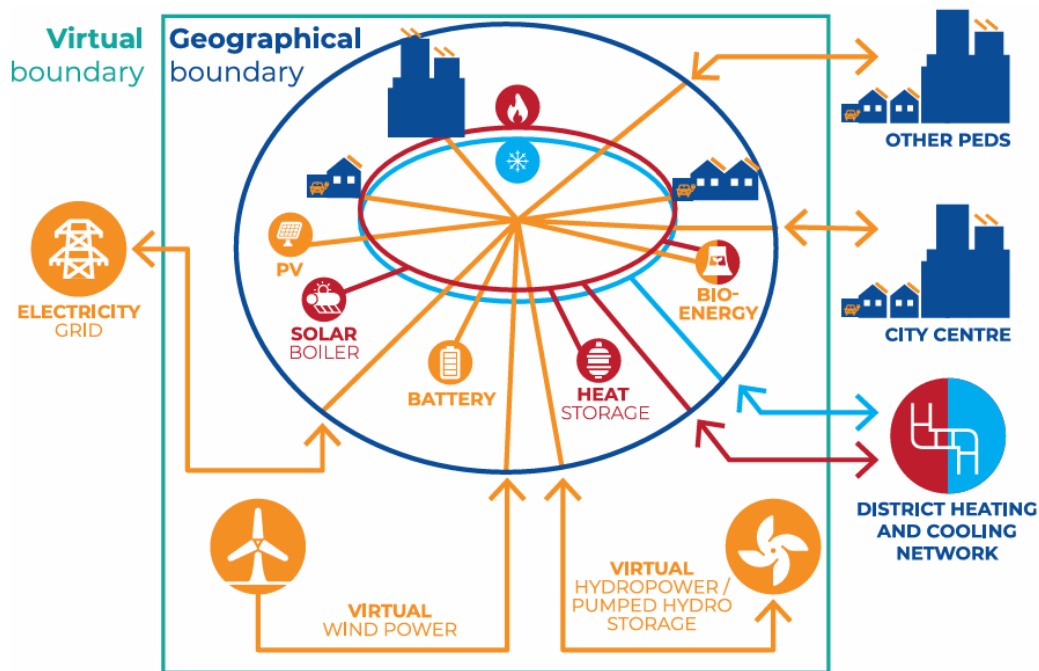 Virtual
boundary
Geographical
boundary
OTHER PEDS
PV
ELECTRICITY
GRID
SOLAR
BOILER
BATTERY
HEAT
STORAGE
BIO-
ENERGY
CITY CENTRE
DISTRICT HEATING
AND COOLING
NETWORK
VIRTUAL
WIND POWER
VIRTUAL
HYDROPOWER /
PUMPED HYDRO
STORAGE